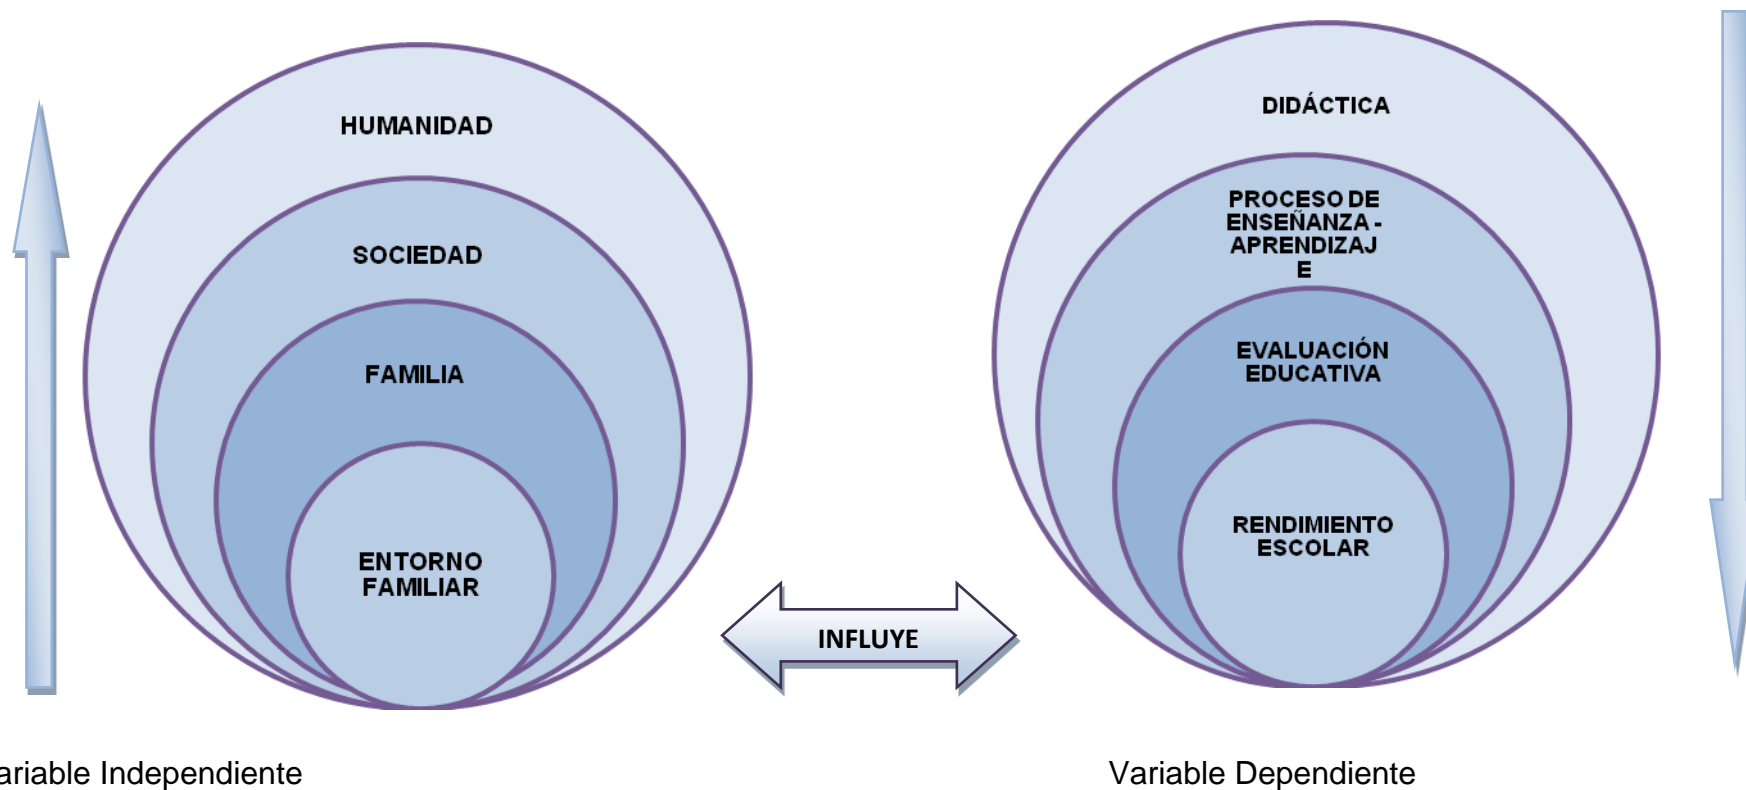 HUMANIDAD
SOCIEDAD
FAMILIA
ENTORNO
FAMILIAR
INFLUYE
DIDÁCTICA
PROCESO DE
ENSEÑANZA -
APRENDIZAJ
E
EVALUACIÓN
EDUCATIVA
RENDIMIENTO
ESCOLAR
ariable Independiente
Variable Dependiente